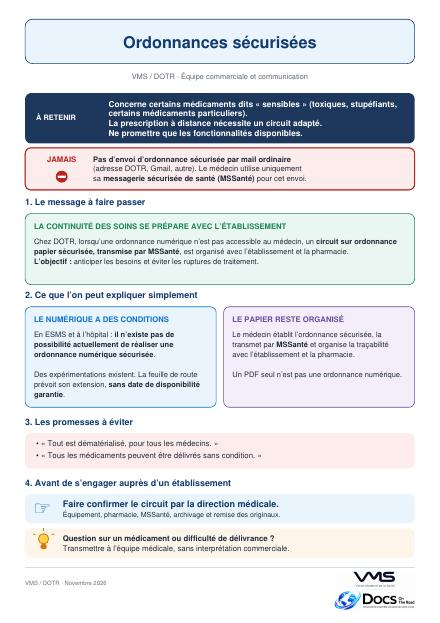 Ordonnances sécurisées
VMS / DOTR · Équipe commerciale et communication
À RETENIR
Concerne certains médicaments dits « sensibles » (toxiques, stupéfiants,
certains médicaments particuliers).
La prescription à distance nécessite un circuit adapté.
Ne promettre que les fonctionnalités disponibles.
JAMAIS
Pas d'envoi d'ordonnance sécurisée par mail ordinaire
(adresse DOTR, Gmail, autre). Le médecin utilise uniquement
sa messagerie sécurisée de santé (MSSanté) pour cet envoi.
1. Le message à faire passer
LA CONTINUITÉ DES SOINS SE PRÉPARE AVEC L'ÉTABLISSEMENT
Chez DOTR, lorsqu'une ordonnance numérique n'est pas accessible au médecin, un circuit sur ordonnance
papier sécurisée, transmise par MSSanté, est organisé avec l'établissement et la pharmacie.
L'objectif : anticiper les besoins et éviter les ruptures de traitement.
2. Ce que l'on peut expliquer simplement
LE NUMÉRIQUE A DES CONDITIONS
En ESMS et à l'hôpital : il n'existe pas de
possibilité actuellement de réaliser une
ordonnance numérique sécurisée.
Des expérimentations existent. La feuille de route
prévoit son extension, sans date de disponibilité
garantie.
LE PAPIER RESTE ORGANISÉ
Le médecin établit l'ordonnance sécurisée, la
transmet par MSSanté et organise la traçabilité
avec l'établissement et la pharmacie.
Un PDF seul n'est pas une ordonnance numérique.
3. Les promesses à éviter
• « Tout est dématérialisé, pour tous les médecins. »
• « Tous les médicaments peuvent être délivrés sans condition. »
4. Avant de s'engager auprès d'un établissement
Faire confirmer le circuit par la direction médicale.
Équipement, pharmacie, MSSanté, archivage et remise des originaux.
Question sur un médicament ou difficulté de délivrance ?
Transmettre à l'équipe médicale, sans interprétation commerciale.
VMS / DOTR · Novembre 2026
VMS
Docs On The Road